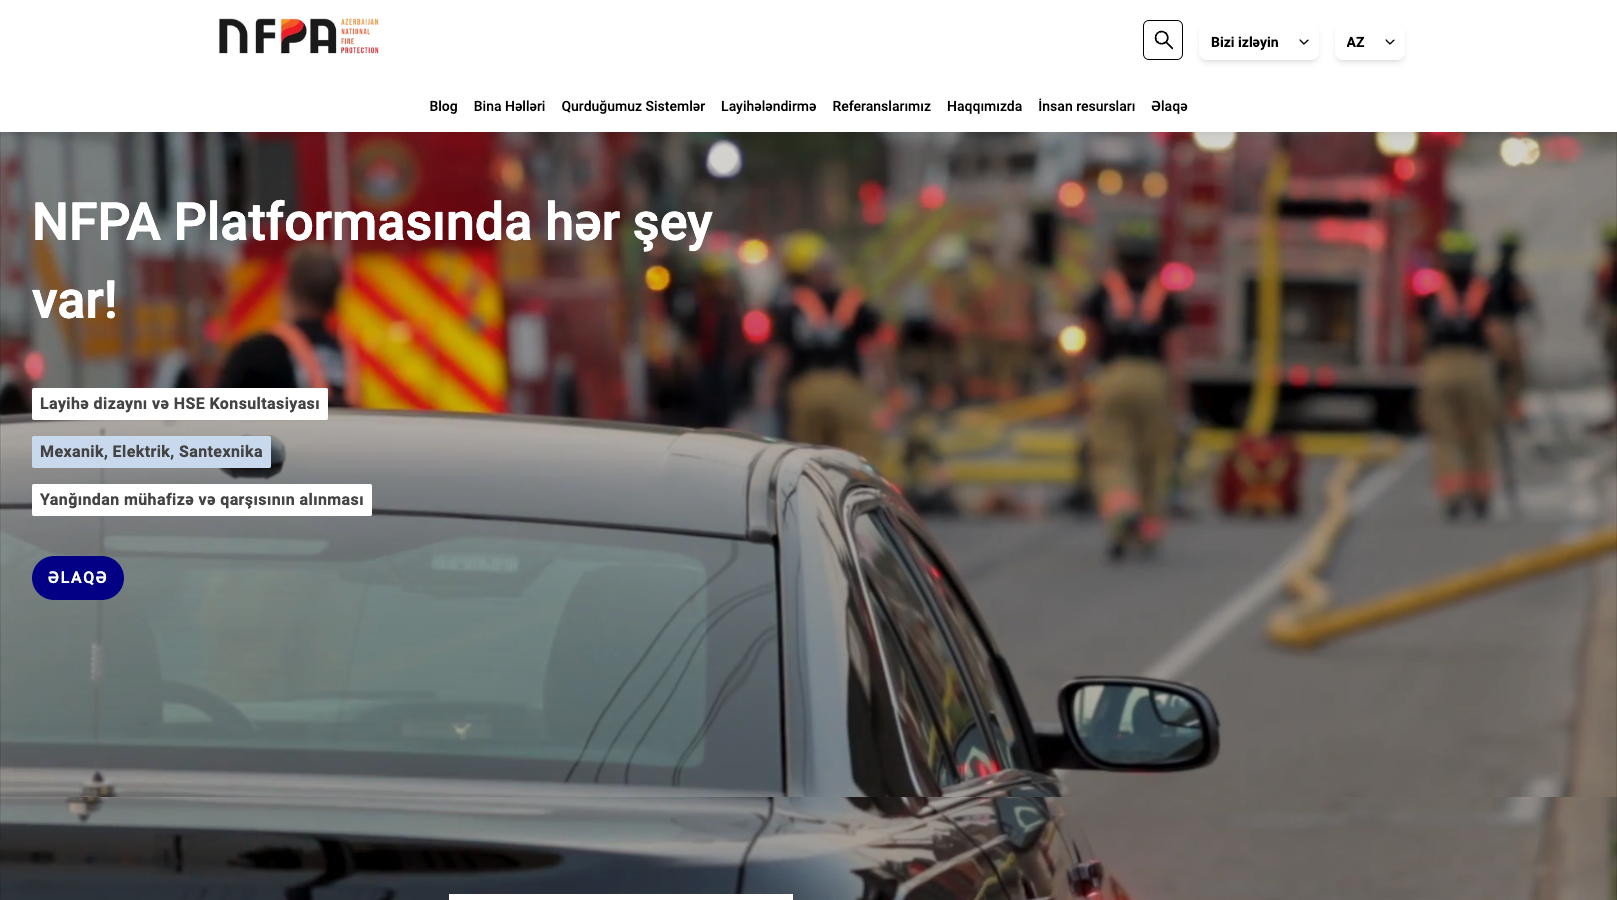 NFPA
AZERBAIJAN
NATIONAL
FIRE
PROTECTION
Bizi izləyin
AZ
Blog Bina Həlləri Qurduğumuz Sistemlər Layihələndirmə Referanslarımız Haqqımızda İnsan resursları Əlaqə
NFPA Platformasında hər şey
var!
Layihə dizaynı və HSE Konsultasiyası
Mexanik, Elektrik, Santexnika
Yanğından mühafizə və qarşısının alınması
ƏLAQƏ